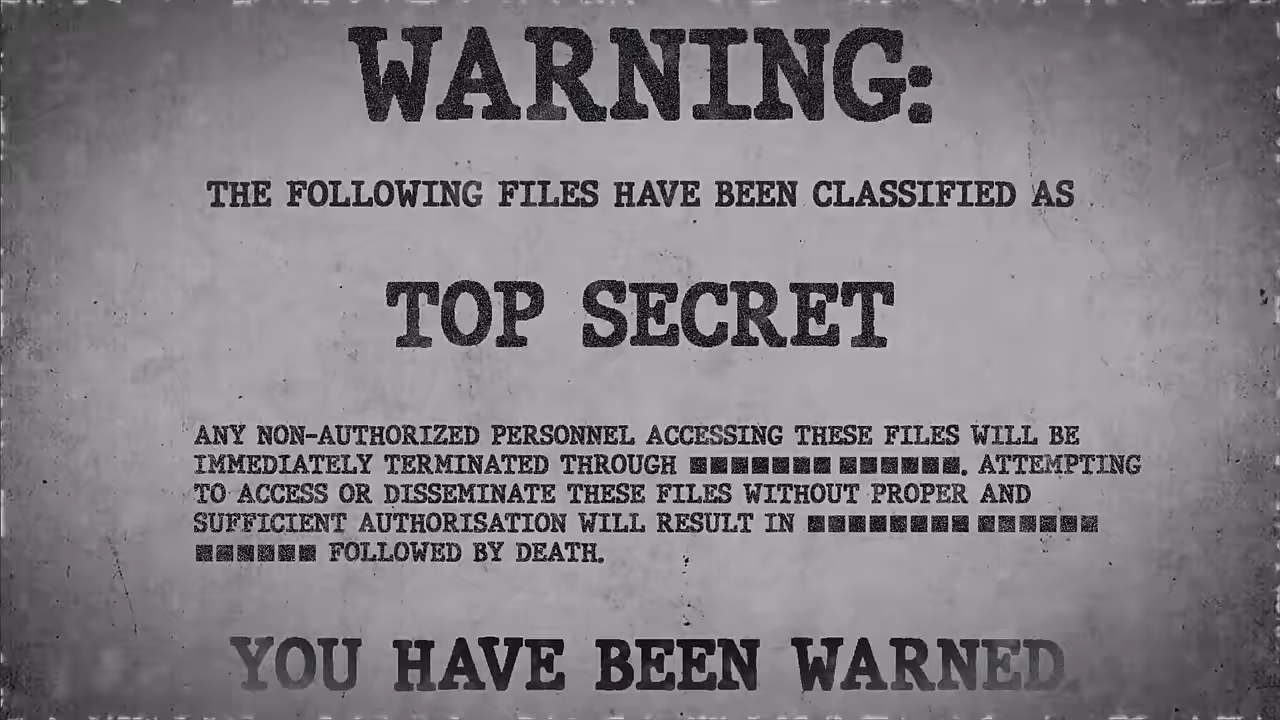 WARNING:
THE FOLLOWING FILES HAVE BEEN CLASSIFIED AS
TOP SECRET
ANY NON-AUTHORIZED PERSONNEL ACCESSING THESE FILES WILL BE
IMMEDIATELY TERMINATED THROUGH ■■■■■■■ ■■■■■■. ATTEMPTING
TO ACCESS OR DISSEMINATE THESE FILES WITHOUT PROPER AND
SUFFICIENT AUTHORISATION WILL RESULT IN ■■■■■■■■ ■■■■■■
■■■■■■ FOLLOWED BY DEATH.
YOU HAVE BEEN WARNED.